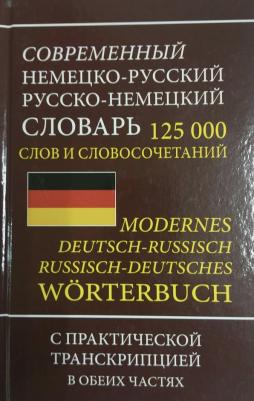 СОВРЕМЕННЫЙ
НЕМЕЦКО-РУССКИЙ
РУССКО-НЕМЕЦКИЙ
СЛОВАРЬ 125 000
СЛОВ И СЛОВОСОЧЕТАНИЙ
MODERNES
DEUTSCH-RUSSISCH
RUSSISCH-DEUTSCHES
WÖRTERBUCH
С ПРАКТИЧЕСКОЙ
ТРАНСКРИПЦИЕЙ
В ОБЕИХ ЧАСТЯХ